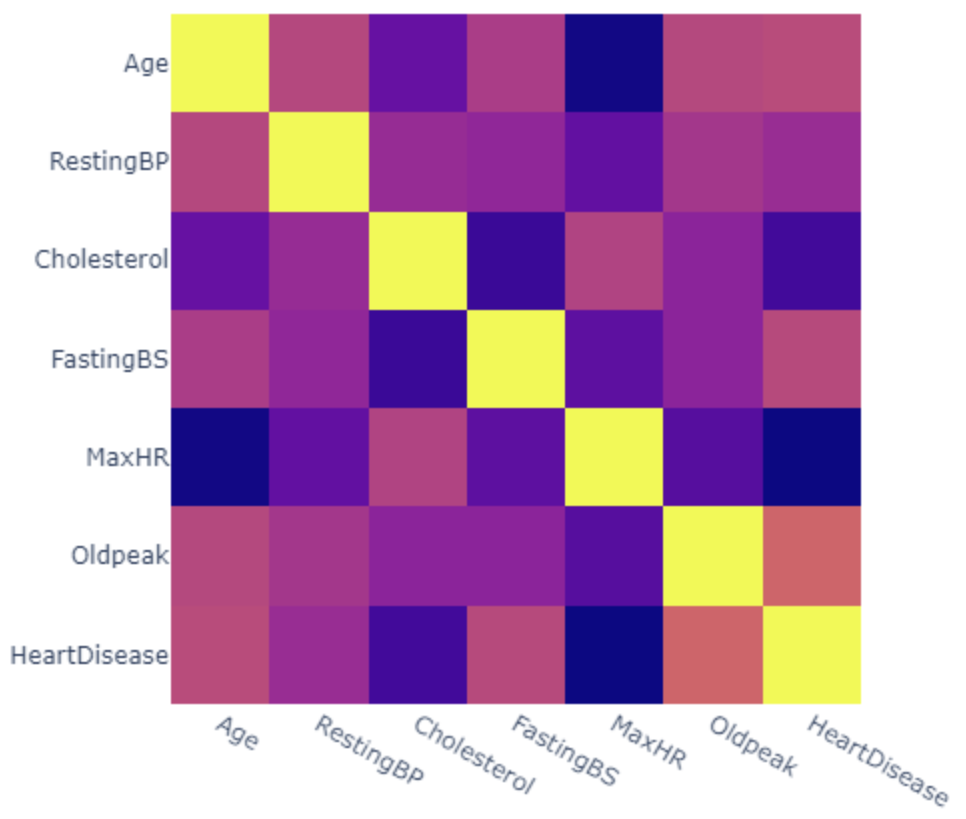 Age
RestingBP
Cholesterol
FastingBS
MaxHR
Oldpeak
HeartDisease
Age
RestingBP
Cholesterol
FastingBS
MaxHR
Oldpeak
HeartDisease